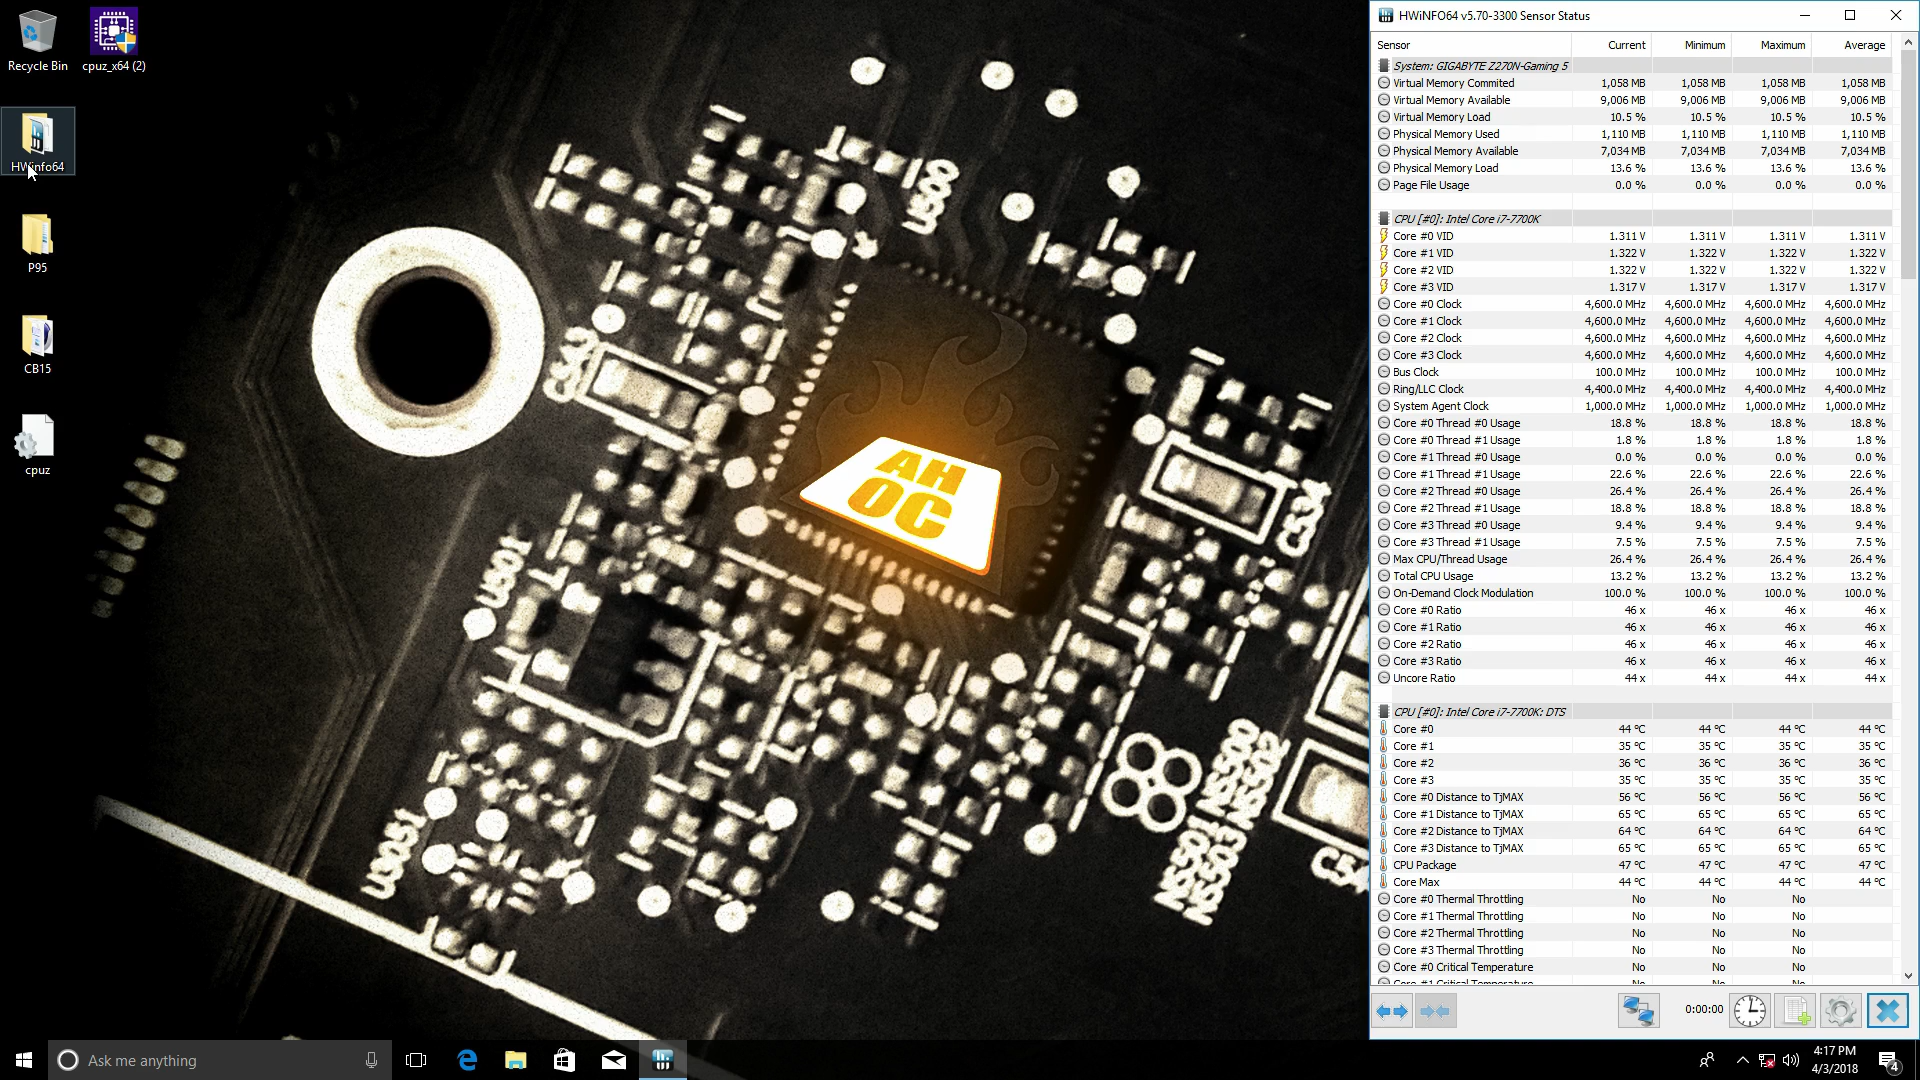 Recycle Bin
cpuz_x64 (2)
HWinfo64
P95
CB15
cpuz
U900
C532
U3001
U9051
C534
NS501 NS500
NS503 NS502
AH
OC
HWiNFO64 v5.70-3300 Sensor Status
Sensor Current Minimum Maximum Average
System: GIGABYTE Z270N-Gaming 5
Virtual Memory Commited 1,058 MB 1,058 MB 1,058 MB 1,058 MB
Virtual Memory Available 9,006 MB 9,006 MB 9,006 MB 9,006 MB
Virtual Memory Load 10.5 % 10.5 % 10.5 % 10.5 %
Physical Memory Used 1,110 MB 1,110 MB 1,110 MB 1,110 MB
Physical Memory Available 7,034 MB 7,034 MB 7,034 MB 7,034 MB
Physical Memory Load 13.6 % 13.6 % 13.6 % 13.6 %
Page File Usage 0.0 % 0.0 % 0.0 % 0.0 %
CPU [#0]: Intel Core i7-7700K
Core #0 VID 1.311 V 1.311 V 1.311 V 1.311 V
Core #1 VID 1.322 V 1.322 V 1.322 V 1.322 V
Core #2 VID 1.322 V 1.322 V 1.322 V 1.322 V
Core #3 VID 1.317 V 1.317 V 1.317 V 1.317 V
Core #0 Clock 4,600.0 MHz 4,600.0 MHz 4,600.0 MHz 4,600.0 MHz
Core #1 Clock 4,600.0 MHz 4,600.0 MHz 4,600.0 MHz 4,600.0 MHz
Core #2 Clock 4,600.0 MHz 4,600.0 MHz 4,600.0 MHz 4,600.0 MHz
Core #3 Clock 4,600.0 MHz 4,600.0 MHz 4,600.0 MHz 4,600.0 MHz
Bus Clock 100.0 MHz 100.0 MHz 100.0 MHz 100.0 MHz
Ring/LLC Clock 4,400.0 MHz 4,400.0 MHz 4,400.0 MHz 4,400.0 MHz
System Agent Clock 1,000.0 MHz 1,000.0 MHz 1,000.0 MHz 1,000.0 MHz
Core #0 Thread #0 Usage 18.8 % 18.8 % 18.8 % 18.8 %
Core #0 Thread #1 Usage 1.8 % 1.8 % 1.8 % 1.8 %
Core #1 Thread #0 Usage 0.0 % 0.0 % 0.0 % 0.0 %
Core #1 Thread #1 Usage 22.6 % 22.6 % 22.6 % 22.6 %
Core #2 Thread #0 Usage 26.4 % 26.4 % 26.4 % 26.4 %
Core #2 Thread #1 Usage 18.8 % 18.8 % 18.8 % 18.8 %
Core #3 Thread #0 Usage 9.4 % 9.4 % 9.4 % 9.4 %
Core #3 Thread #1 Usage 7.5 % 7.5 % 7.5 % 7.5 %
Max CPU/Thread Usage 26.4 % 26.4 % 26.4 % 26.4 %
Total CPU Usage 13.2 % 13.2 % 13.2 % 13.2 %
On-Demand Clock Modulation 100.0 % 100.0 % 100.0 % 100.0 %
Core #0 Ratio 46 x 46 x 46 x 46 x
Core #1 Ratio 46 x 46 x 46 x 46 x
Core #2 Ratio 46 x 46 x 46 x 46 x
Core #3 Ratio 46 x 46 x 46 x 46 x
Uncore Ratio 44 x 44 x 44 x 44 x
CPU [#0]: Intel Core i7-7700K: DTS
Core #0 44 °C 44 °C 44 °C 44 °C
Core #1 35 °C 35 °C 35 °C 35 °C
Core #2 36 °C 36 °C 36 °C 36 °C
Core #3 35 °C 35 °C 35 °C 35 °C
Core #0 Distance to TjMAX 56 °C 56 °C 56 °C 56 °C
Core #1 Distance to TjMAX 65 °C 65 °C 65 °C 65 °C
Core #2 Distance to TjMAX 64 °C 64 °C 64 °C 64 °C
Core #3 Distance to TjMAX 65 °C 65 °C 65 °C 65 °C
CPU Package 47 °C 47 °C 47 °C 47 °C
Core Max 44 °C 44 °C 44 °C 44 °C
Core #0 Thermal Throttling No No No
Core #1 Thermal Throttling No No No
Core #2 Thermal Throttling No No No
Core #3 Thermal Throttling No No No
Core #0 Critical Temperature No No No
Core #1 Critical Temperature No No No
0:00:00
Ask me anything
4:17 PM
4/3/2018
4